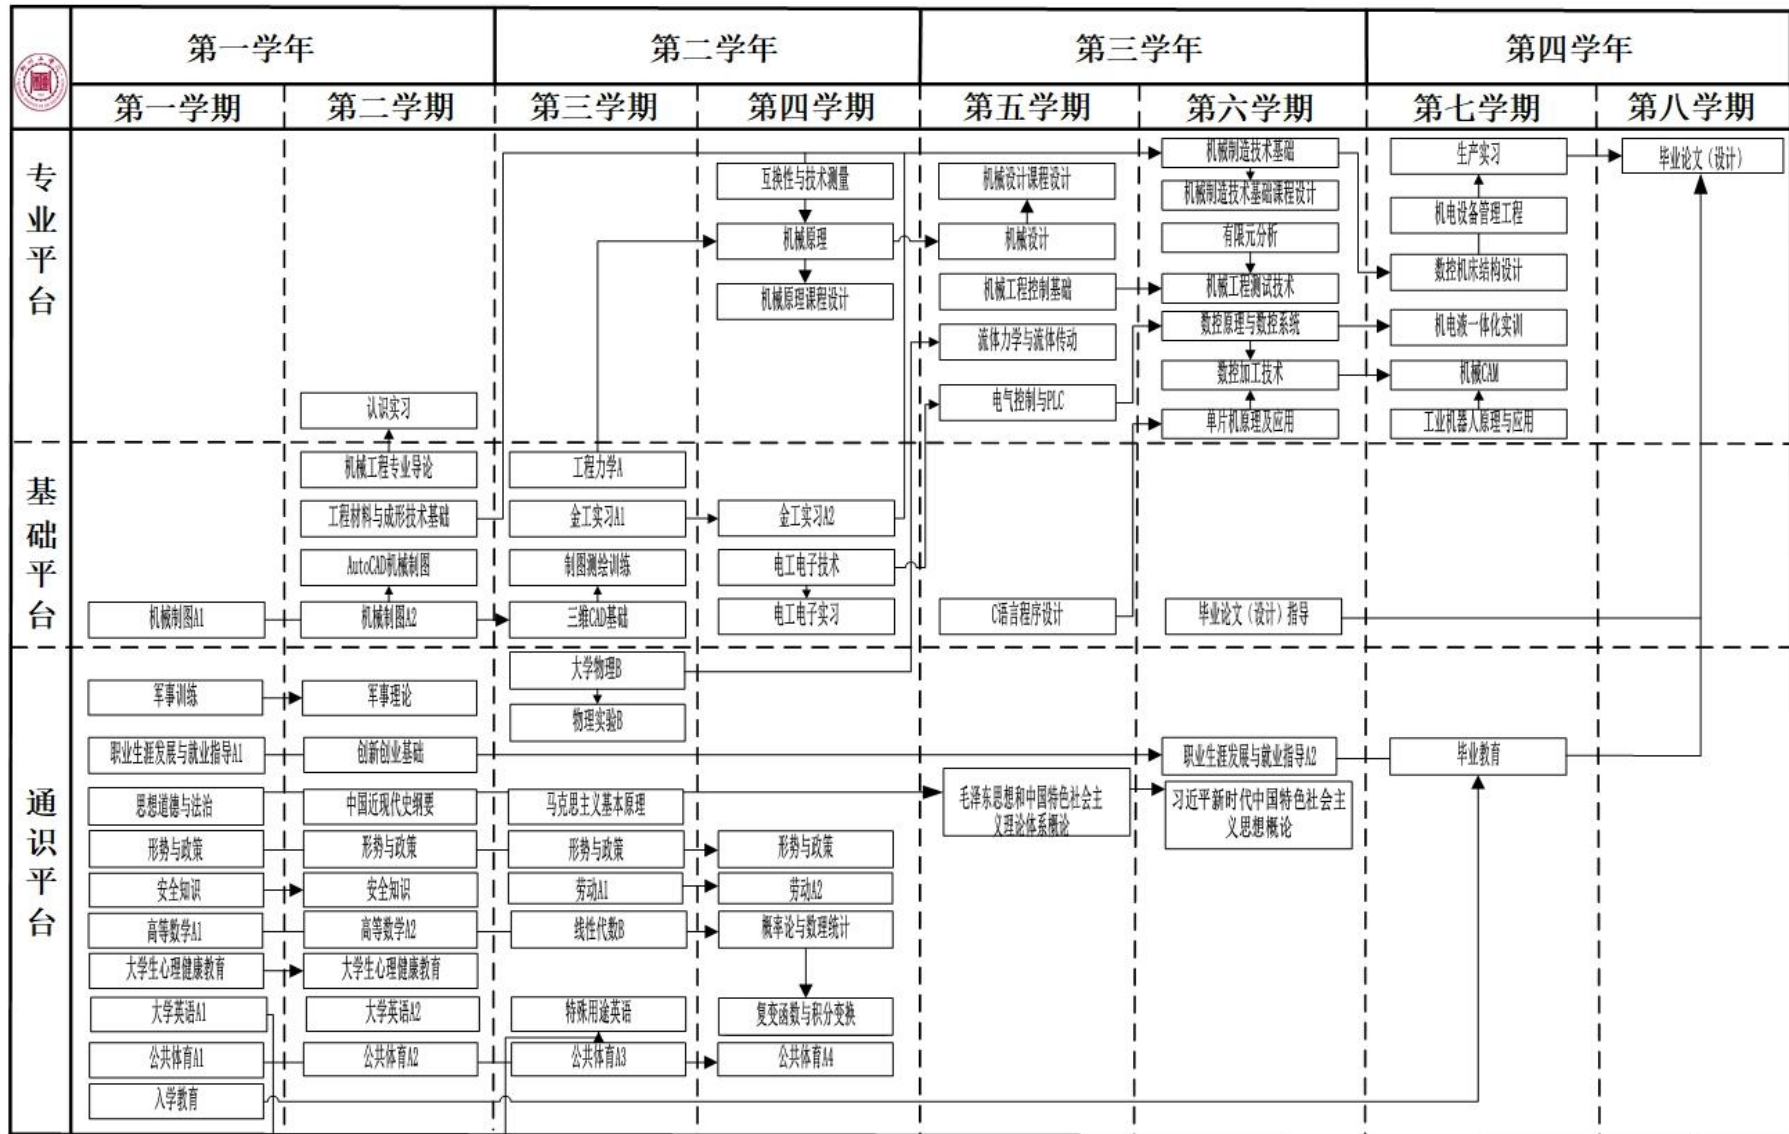 第一学年
第二学年
第三学年
第四学年
第一学期
第二学期
第三学期
第四学期
第五学期
第六学期
第七学期
第八学期
专业平台
互换性与技术测量
机械原理
机械原理课程设计
机械设计课程设计
机械设计
机械工程控制基础
流体力学与流体传动
电气控制与PLC
机械制造技术基础
机械制造技术基础课程设计
有限元分析
机械工程测试技术
数控原理与数控系统
数控加工技术
单片机原理及应用
生产实习
机电设备管理工程
数控机床结构设计
机电液一体化实训
机械CAM
工业机器人原理与应用
毕业论文（设计）
认识实习
基础平台
机械制图A1
机械工程专业导论
工程材料与成形技术基础
AutoCAD机械制图
机械制图A2
工程力学A
金工实习A1
制图测绘训练
三维CAD基础
金工实习A2
电工电子技术
电工电子实习
C语言程序设计
毕业论文（设计）指导
通识平台
大学物理B
物理实验B
军事训练
军事理论
职业生涯发展与就业指导A1
创新创业基础
职业生涯发展与就业指导A2
毕业教育
思想道德与法治
中国近现代史纲要
马克思主义基本原理
毛泽东思想和中国特色社会主
义理论体系概论
习近平新时代中国特色社会主
义思想概论
形势与政策
形势与政策
形势与政策
形势与政策
安全知识
安全知识
劳动A1
劳动A2
高等数学A1
高等数学A2
线性代数B
概率论与数理统计
大学生心理健康教育
大学生心理健康教育
大学英语A1
大学英语A2
特殊用途英语
复变函数与积分变换
公共体育A1
公共体育A2
公共体育A3
公共体育A4
入学教育